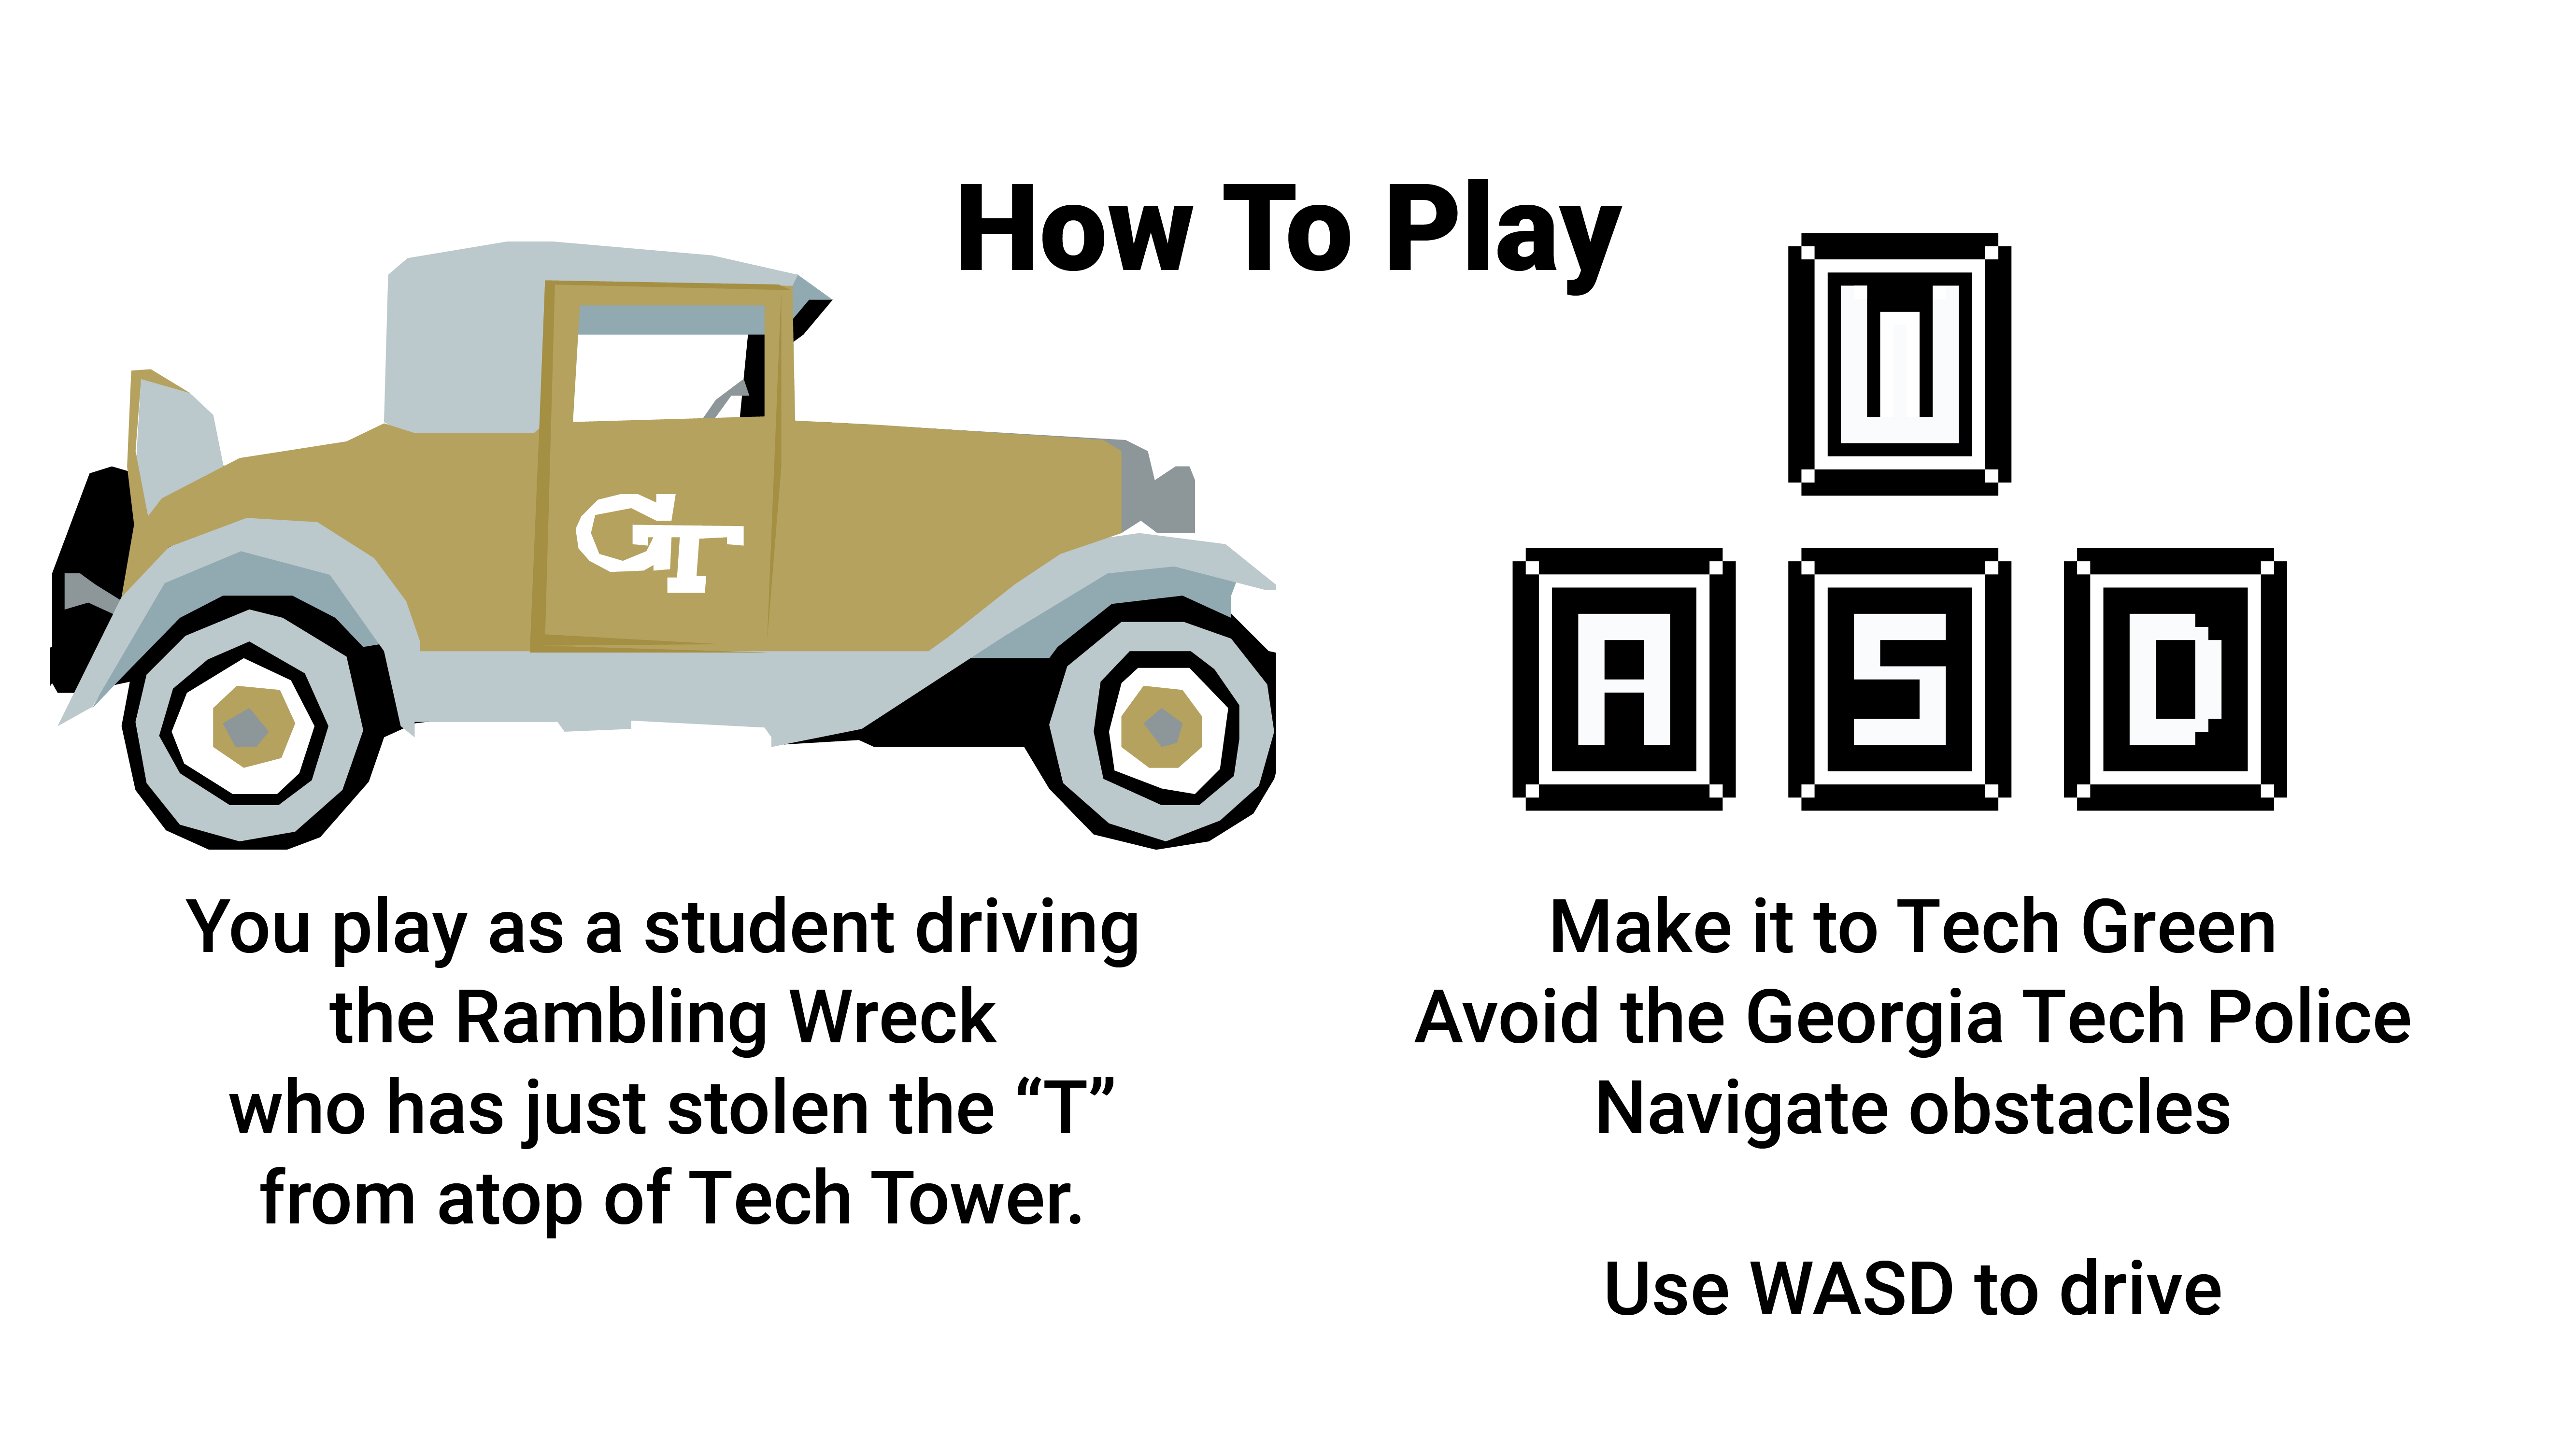 How To Play
GT
W
A S D
You play as a student driving
the Rambling Wreck
who has just stolen the “T”
from atop of Tech Tower.
Make it to Tech Green
Avoid the Georgia Tech Police
Navigate obstacles
Use WASD to drive